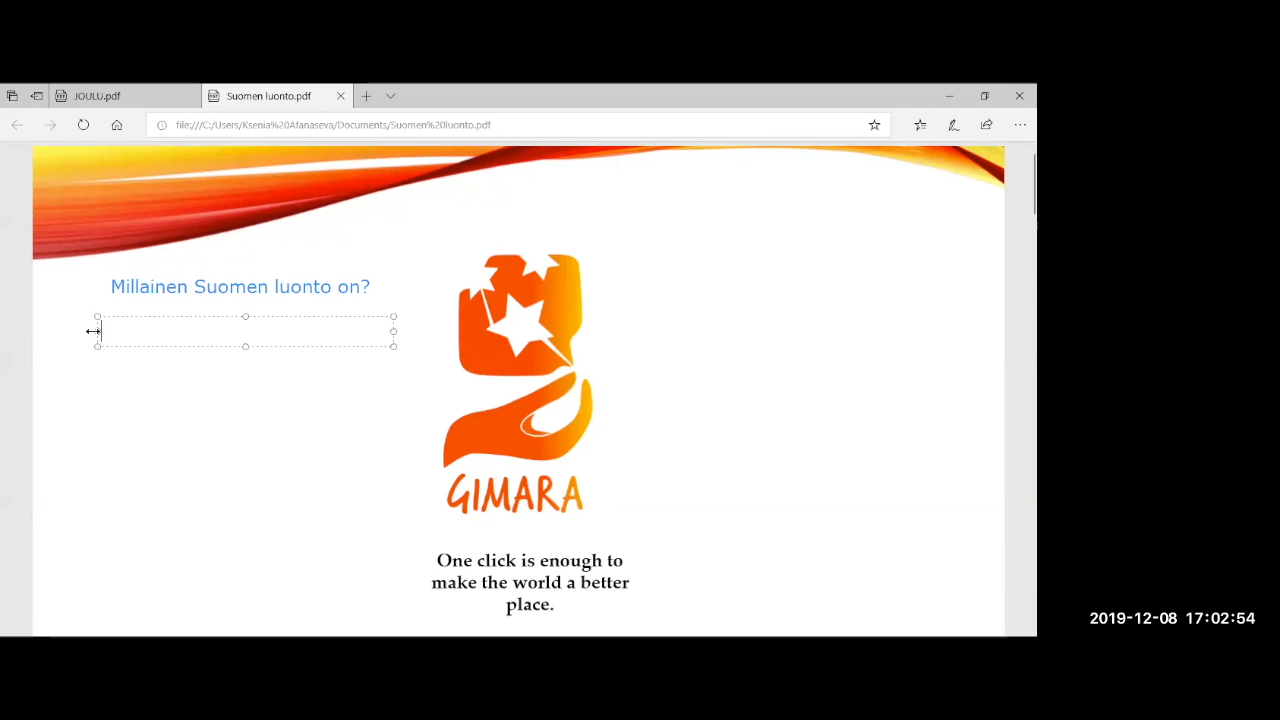 JOULU.pdf
Suomen luonto.pdf
file:///C:/Users/Ksenia%20Afanaseva/Documents/Suomen%20luonto.pdf
Millainen Suomen luonto on?
GIMARA
One click is enough to
make the world a better
place.
2019-12-08 17:02:54